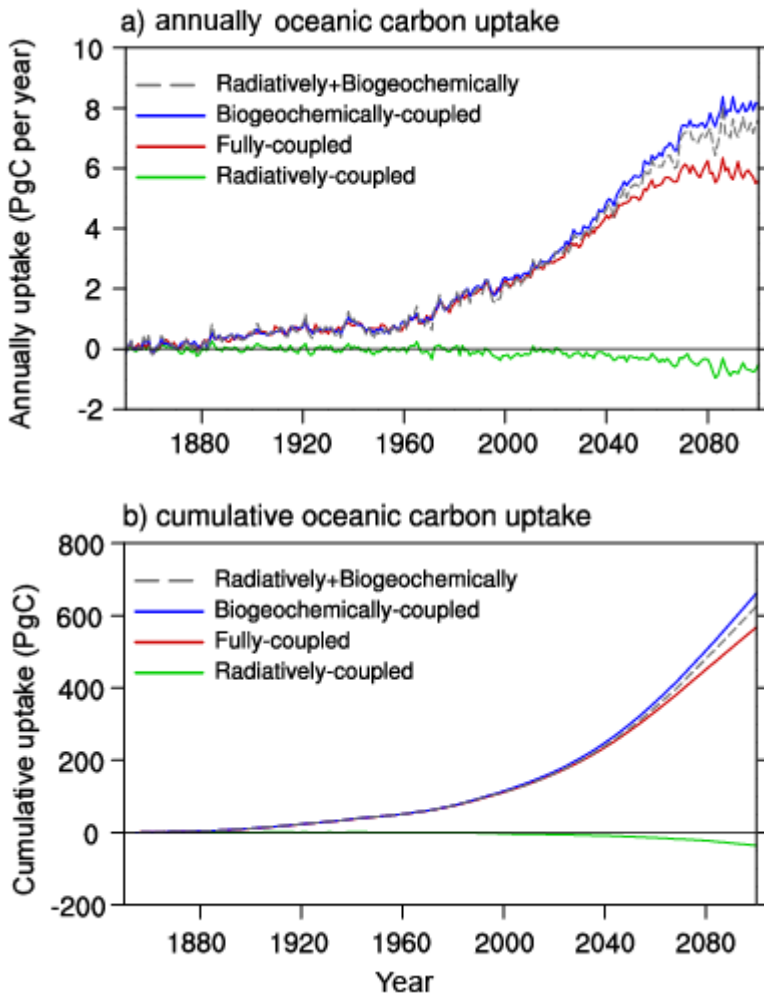 a) annually oceanic carbon uptake
10
8
6
4
2
0
-2
Annually uptake (PgC per year)
Radiatively+Biogeochemically
Biogeochemically-coupled
Fully-coupled
Radiatively-coupled
1880 1920 1960 2000 2040 2080
b) cumulative oceanic carbon uptake
800
600
400
200
0
-200
Cumulative uptake (PgC)
Radiatively+Biogeochemically
Biogeochemically-coupled
Fully-coupled
Radiatively-coupled
1880 1920 1960 2000 2040 2080
Year